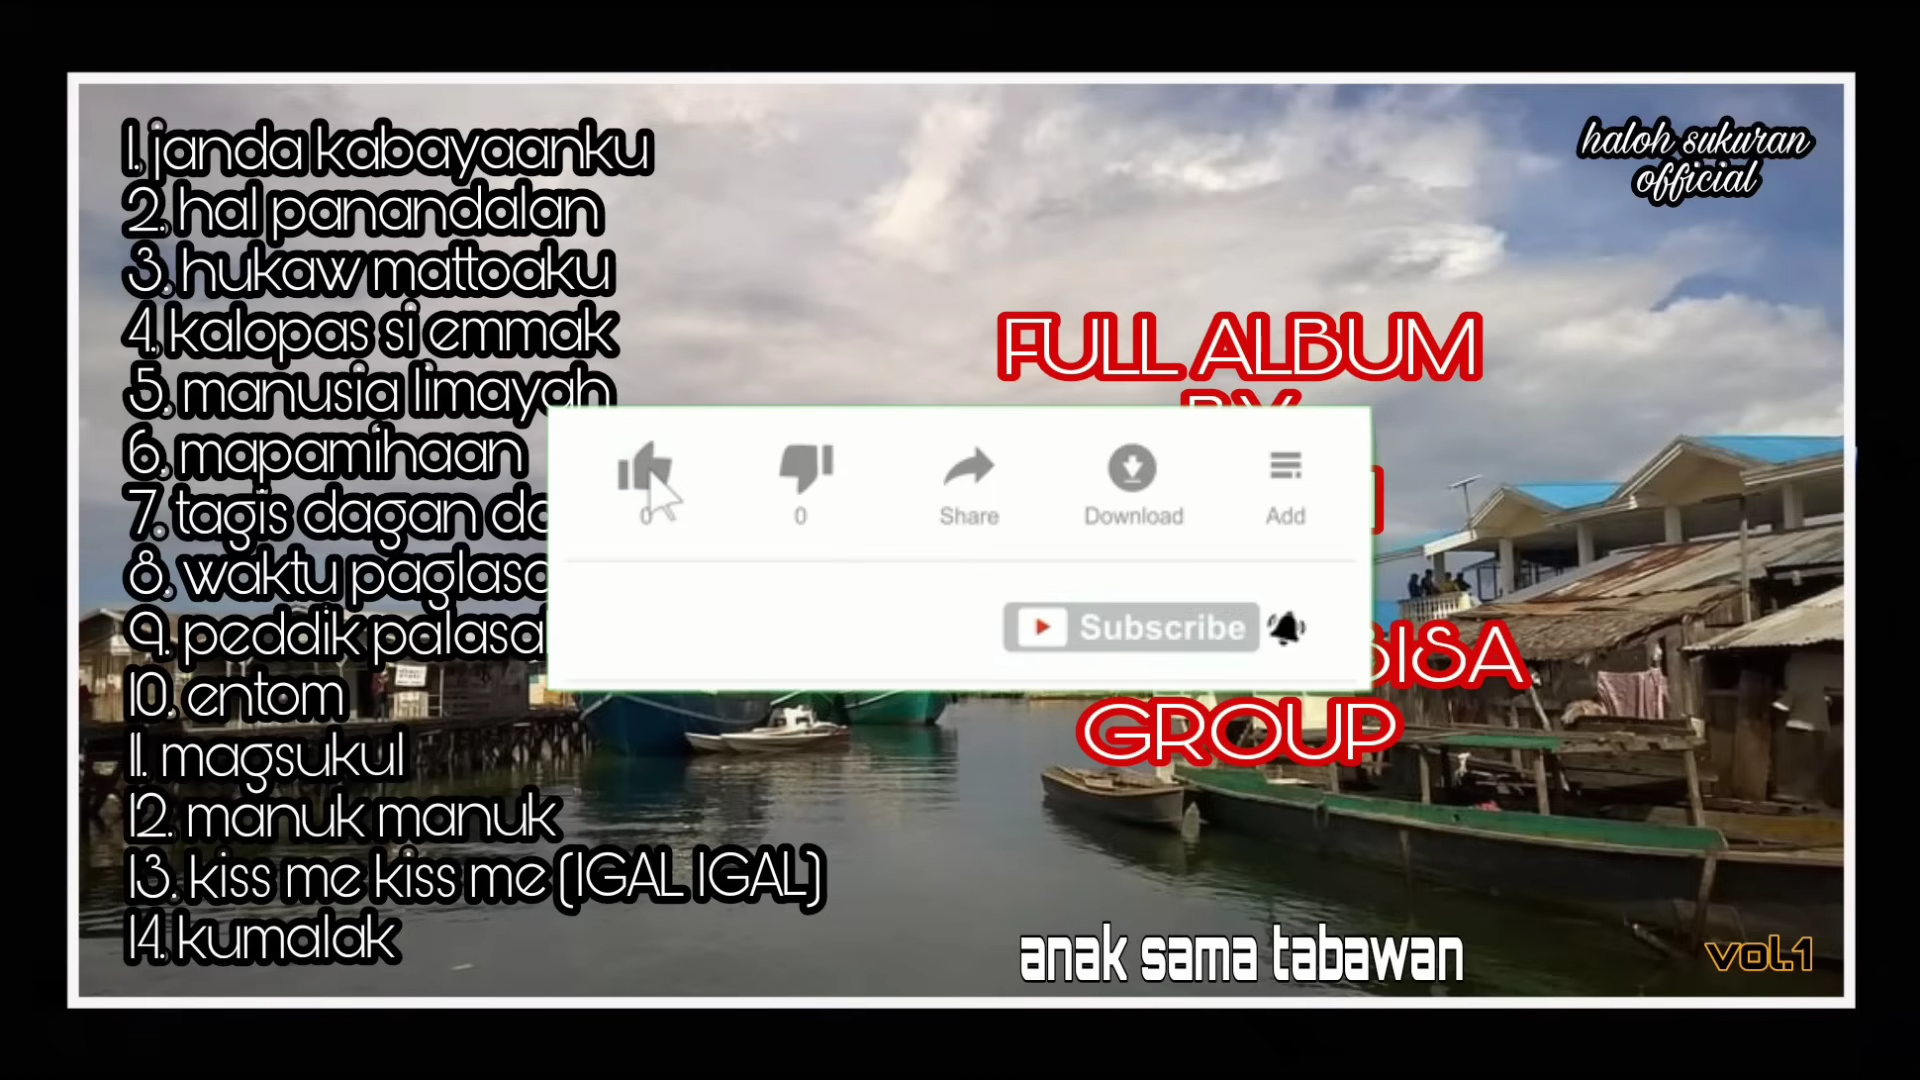 1. janda kabayaanku
2. hal panandalan
3. hukaw mattoaku
4. kalopas si emmak
5. manusia limayah
6. mapamihaan
7. tagis dagan
8. waktu
9. peddik
10. entom
11. magsukul
12. manuk manuk
13. kiss me kiss me (IGAL IGAL)
14. kumalak
haloh sukuran
official
FULL ALBUM
BY
0
0
Share
Download
Add
Subscribe
GROUP
anak sama tabawan
vol.1